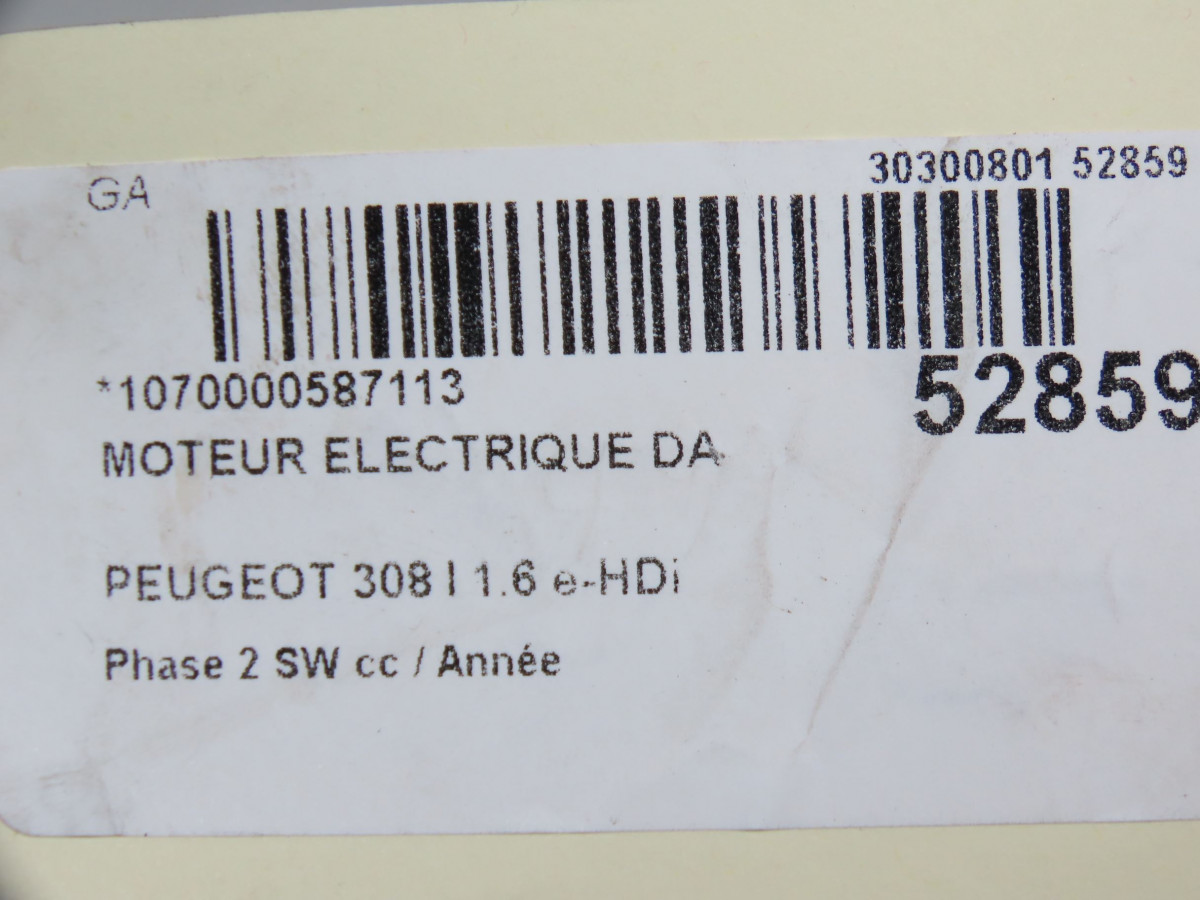 GA
30300801 52859
*1070000587113
52859
MOTEUR ELECTRIQUE DA
PEUGEOT 308 I 1.6 e-HDi
Phase 2 SW cc / Année